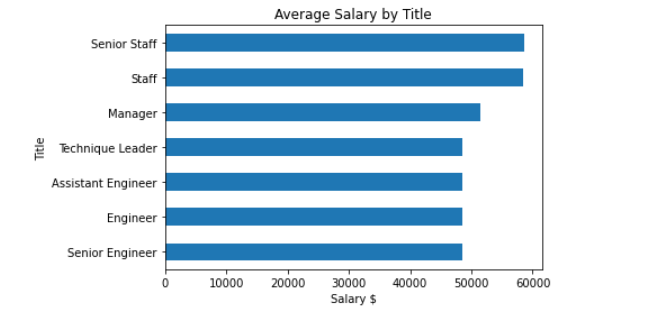 Average Salary by Title
Senior Staff
Staff
Manager
Technique Leader
Assistant Engineer
Engineer
Senior Engineer
Title
0 10000 20000 30000 40000 50000 60000
Salary $